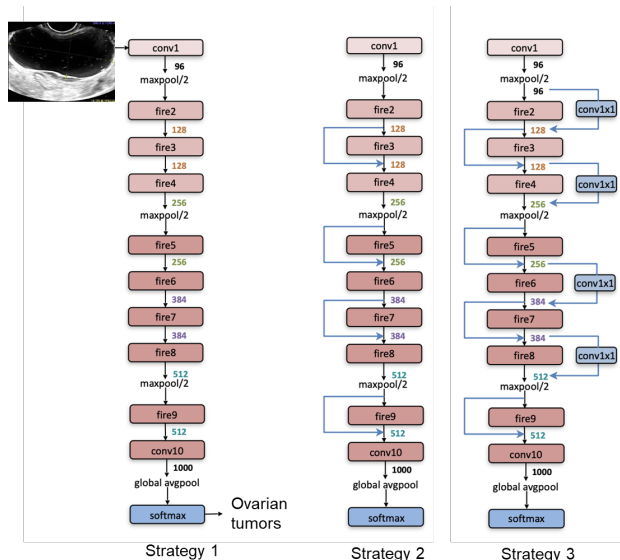 conv1
96
maxpool/2
fire2
128
fire3
128
fire4
256
maxpool/2
fire5
256
fire6
384
fire7
384
fire8
512
maxpool/2
fire9
512
conv10
1000
global avgpool
softmax
Ovarian
tumors
Strategy 1
conv1
96
maxpool/2
fire2
128
fire3
128
fire4
256
maxpool/2
fire5
256
fire6
384
fire7
384
fire8
512
maxpool/2
fire9
512
conv10
1000
global avgpool
softmax
Strategy 2
conv1
96
maxpool/2
96
conv1x1
fire2
128
fire3
128
conv1x1
fire4
256
maxpool/2
fire5
256
conv1x1
fire6
384
fire7
384
conv1x1
fire8
512
maxpool/2
fire9
512
conv10
1000
global avgpool
softmax
Strategy 3